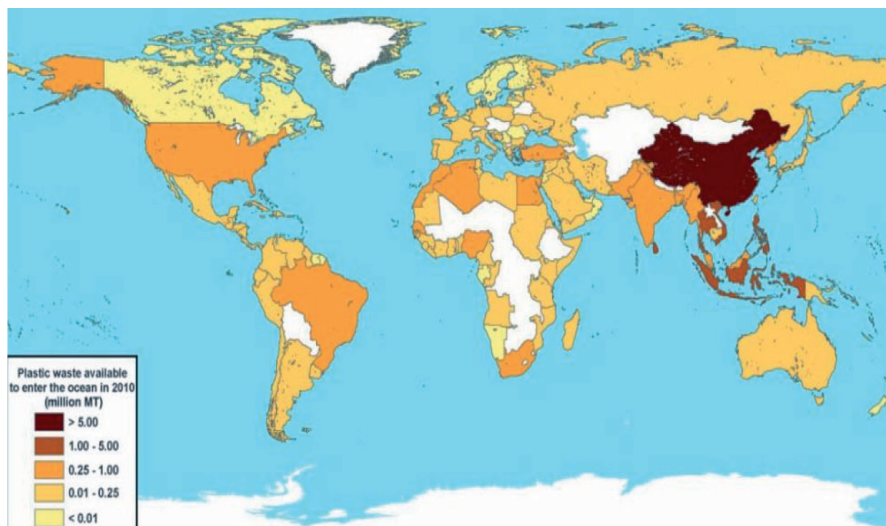 Plastic waste available
to enter the ocean in 2010
(million MT)
> 5.00
1.00 - 5.00
0.25 - 1.00
0.01 - 0.25
< 0.01